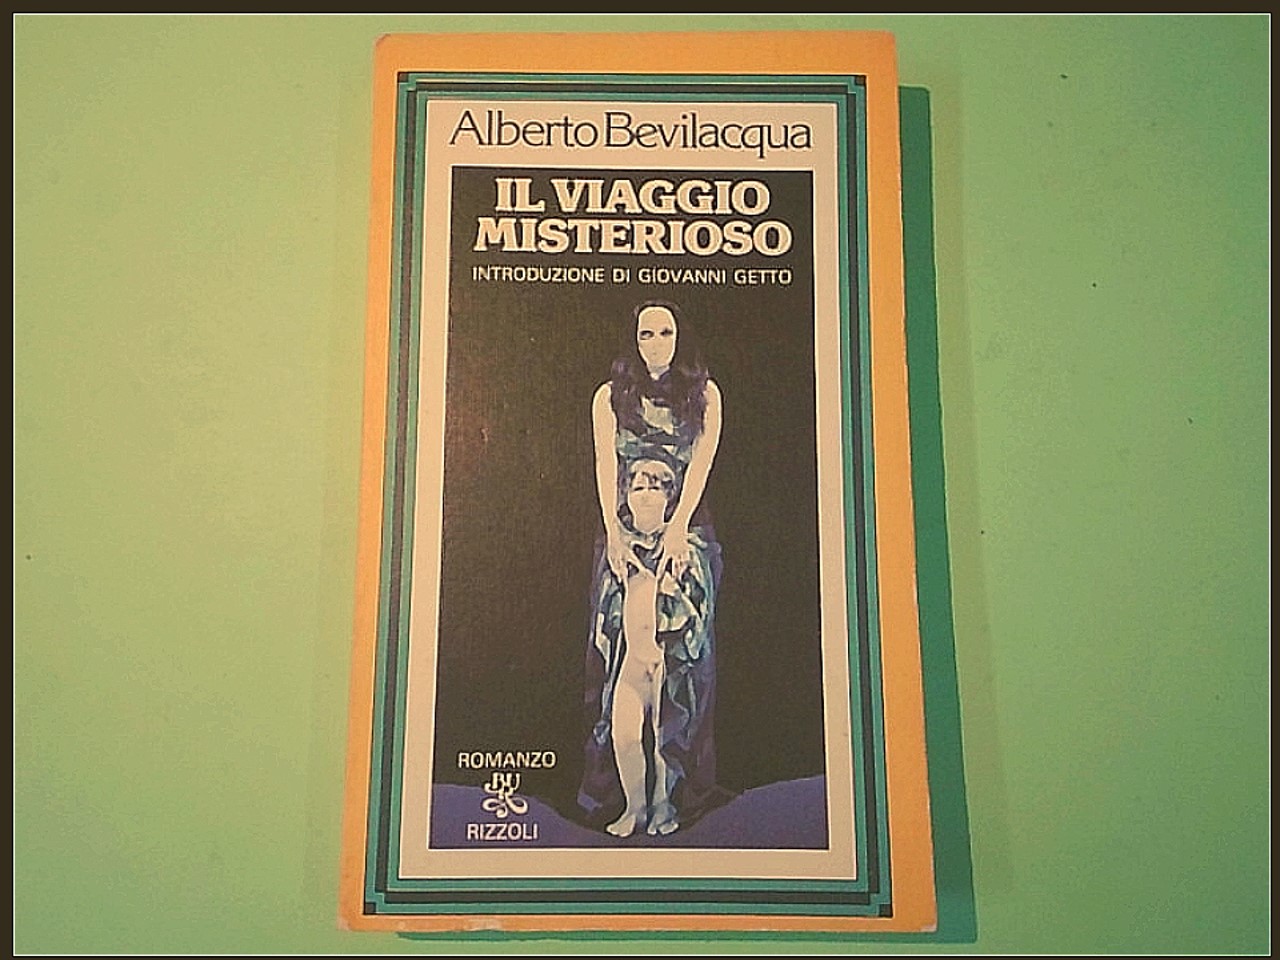 Alberto Bevilacqua
IL VIAGGIO
MISTERIOSO
INTRODUZIONE DI GIOVANNI GETTO
ROMANZO
BUR
RIZZOLI